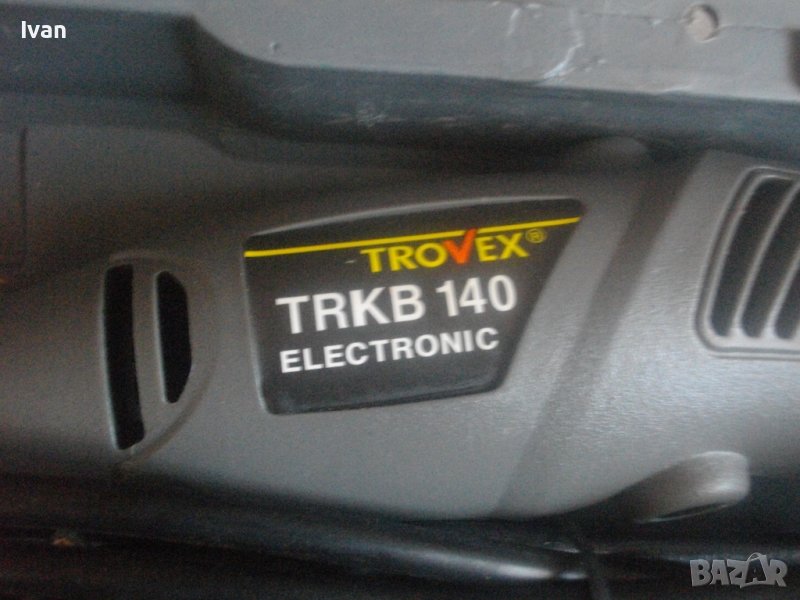 Ivan
TROVEX®
TRKB 140
ELECTRONIC
BAZAR